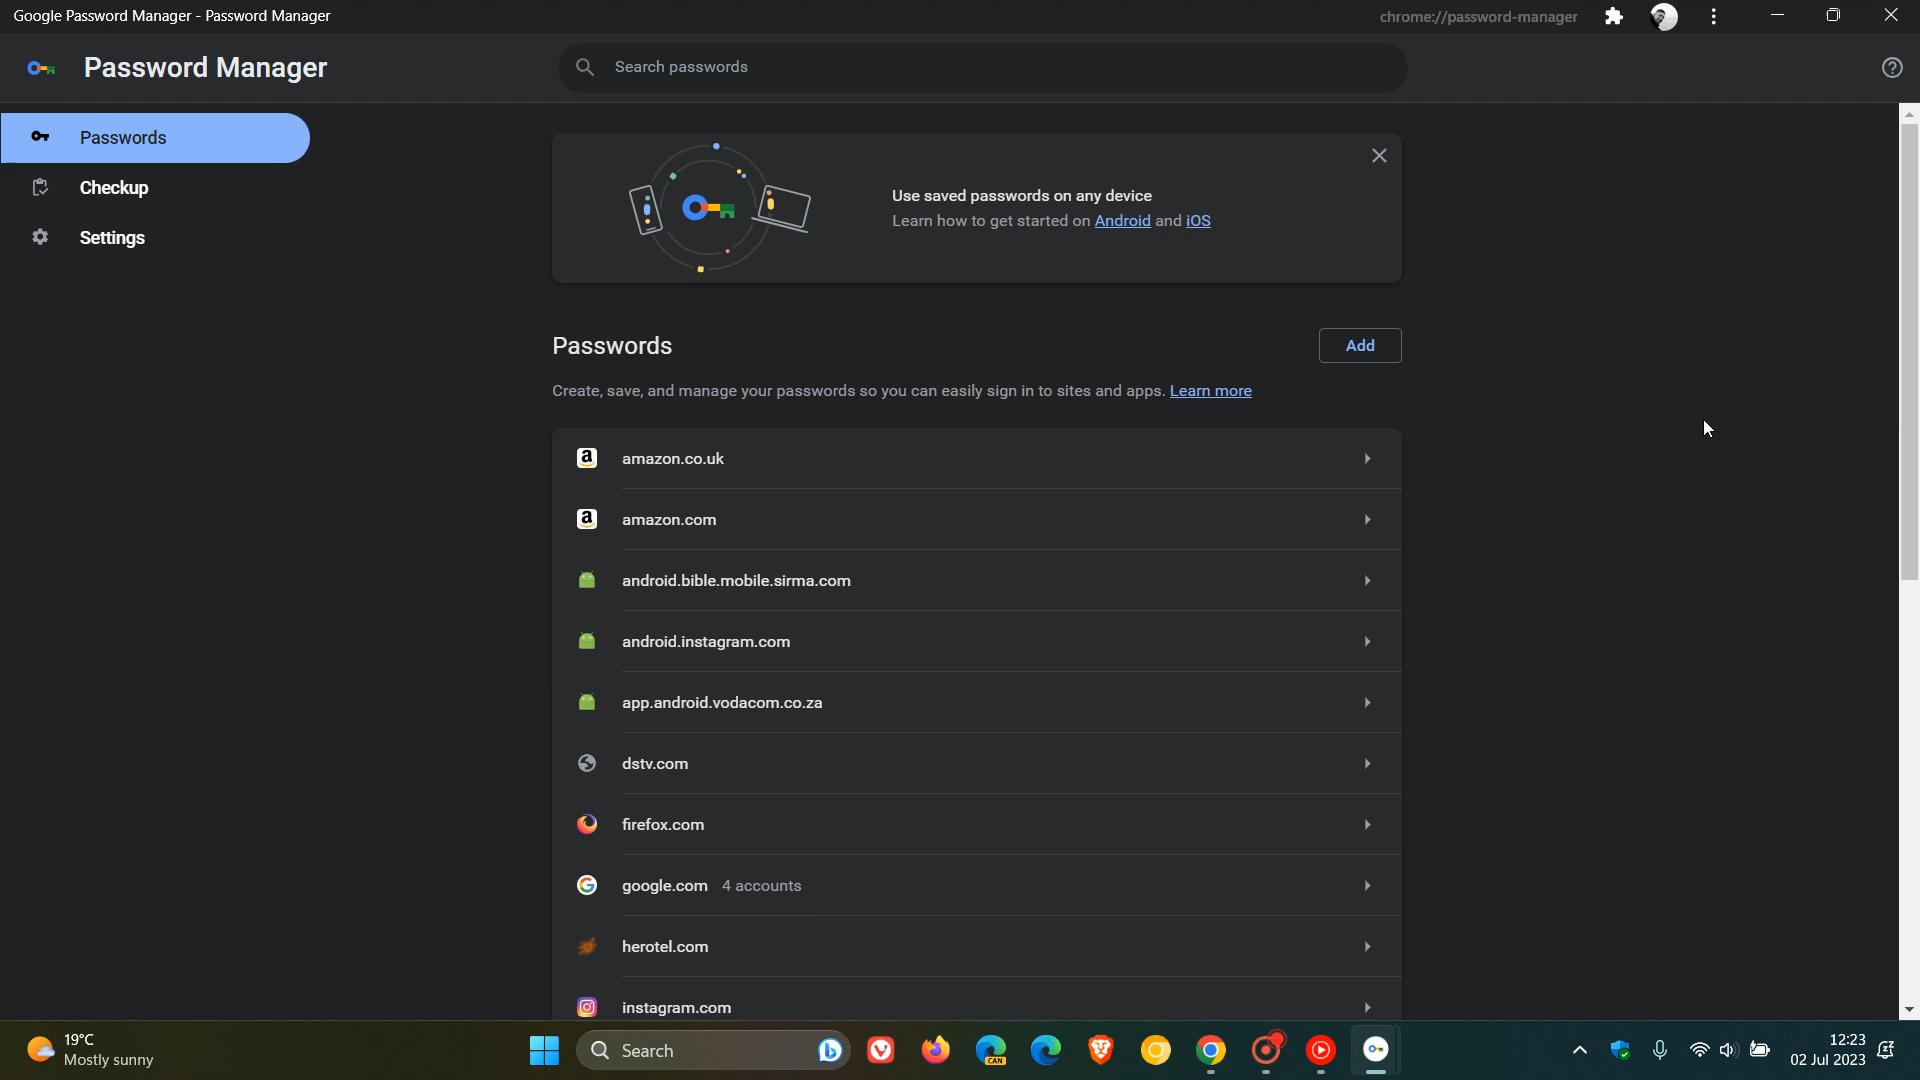 Google Password Manager - Password Manager
chrome://password-manager
Password Manager
Search passwords
Passwords
Checkup
Settings
Use saved passwords on any device
Learn how to get started on Android and iOS
Passwords
Add
Create, save, and manage your passwords so you can easily sign in to sites and apps. Learn more
amazon.co.uk
amazon.com
android.bible.mobile.sirma.com
android.instagram.com
app.android.vodacom.co.za
dstv.com
firefox.com
google.com 4 accounts
herotel.com
instagram.com
19°C
Mostly sunny
Search
CAN
12:23
02 Jul 2023